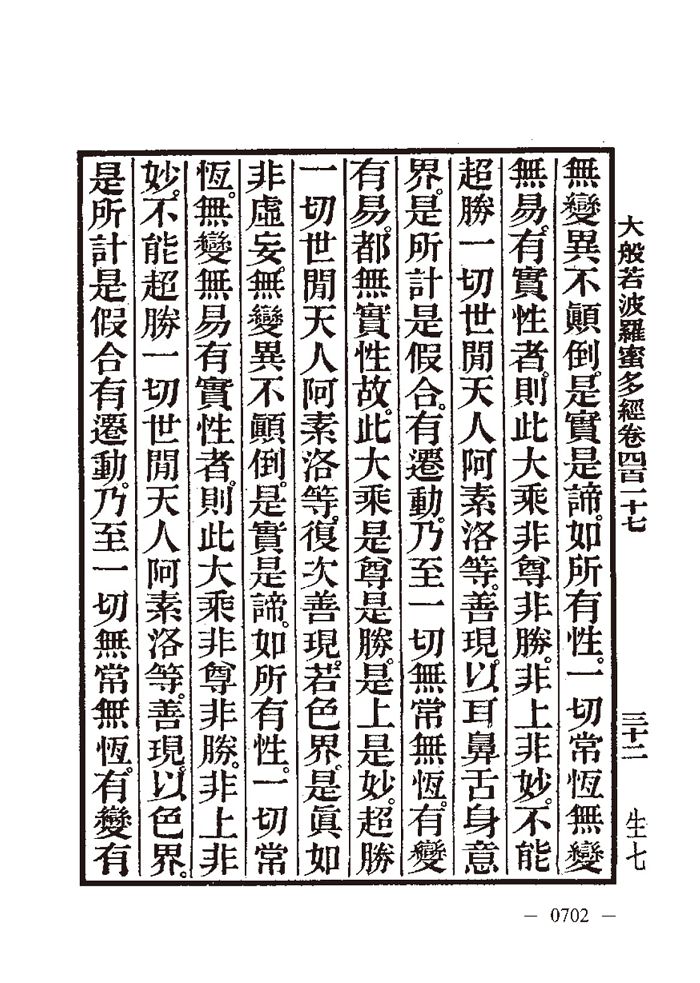 大般若波羅蜜多經卷四百二十七　三十二　生七
無變異不顚倒。是實是諦。如所有性。一切常恆無變
無易。有實性者。則此大乘非尊非勝。非上非妙。不能
超勝一切世閒天人阿素洛等。善現。以耳鼻舌身意
界。是所計是假合。有遷動。乃至一切無常無恆。有變
有易。都無實性故。此大乘是尊是勝。是上是妙。超勝
一切世閒天人阿素洛等。復次善現。若色界。是眞如
非虛妄。無變異不顚倒。是實是諦。如所有性。一切常
恆。無變無易有實性者。則此大乘非尊非勝。非上非
妙。不能超勝一切世閒天人阿素洛等。善現。以色界。
是所計是假合有遷動。乃至一切無常無恆。有變有
— 0702 —